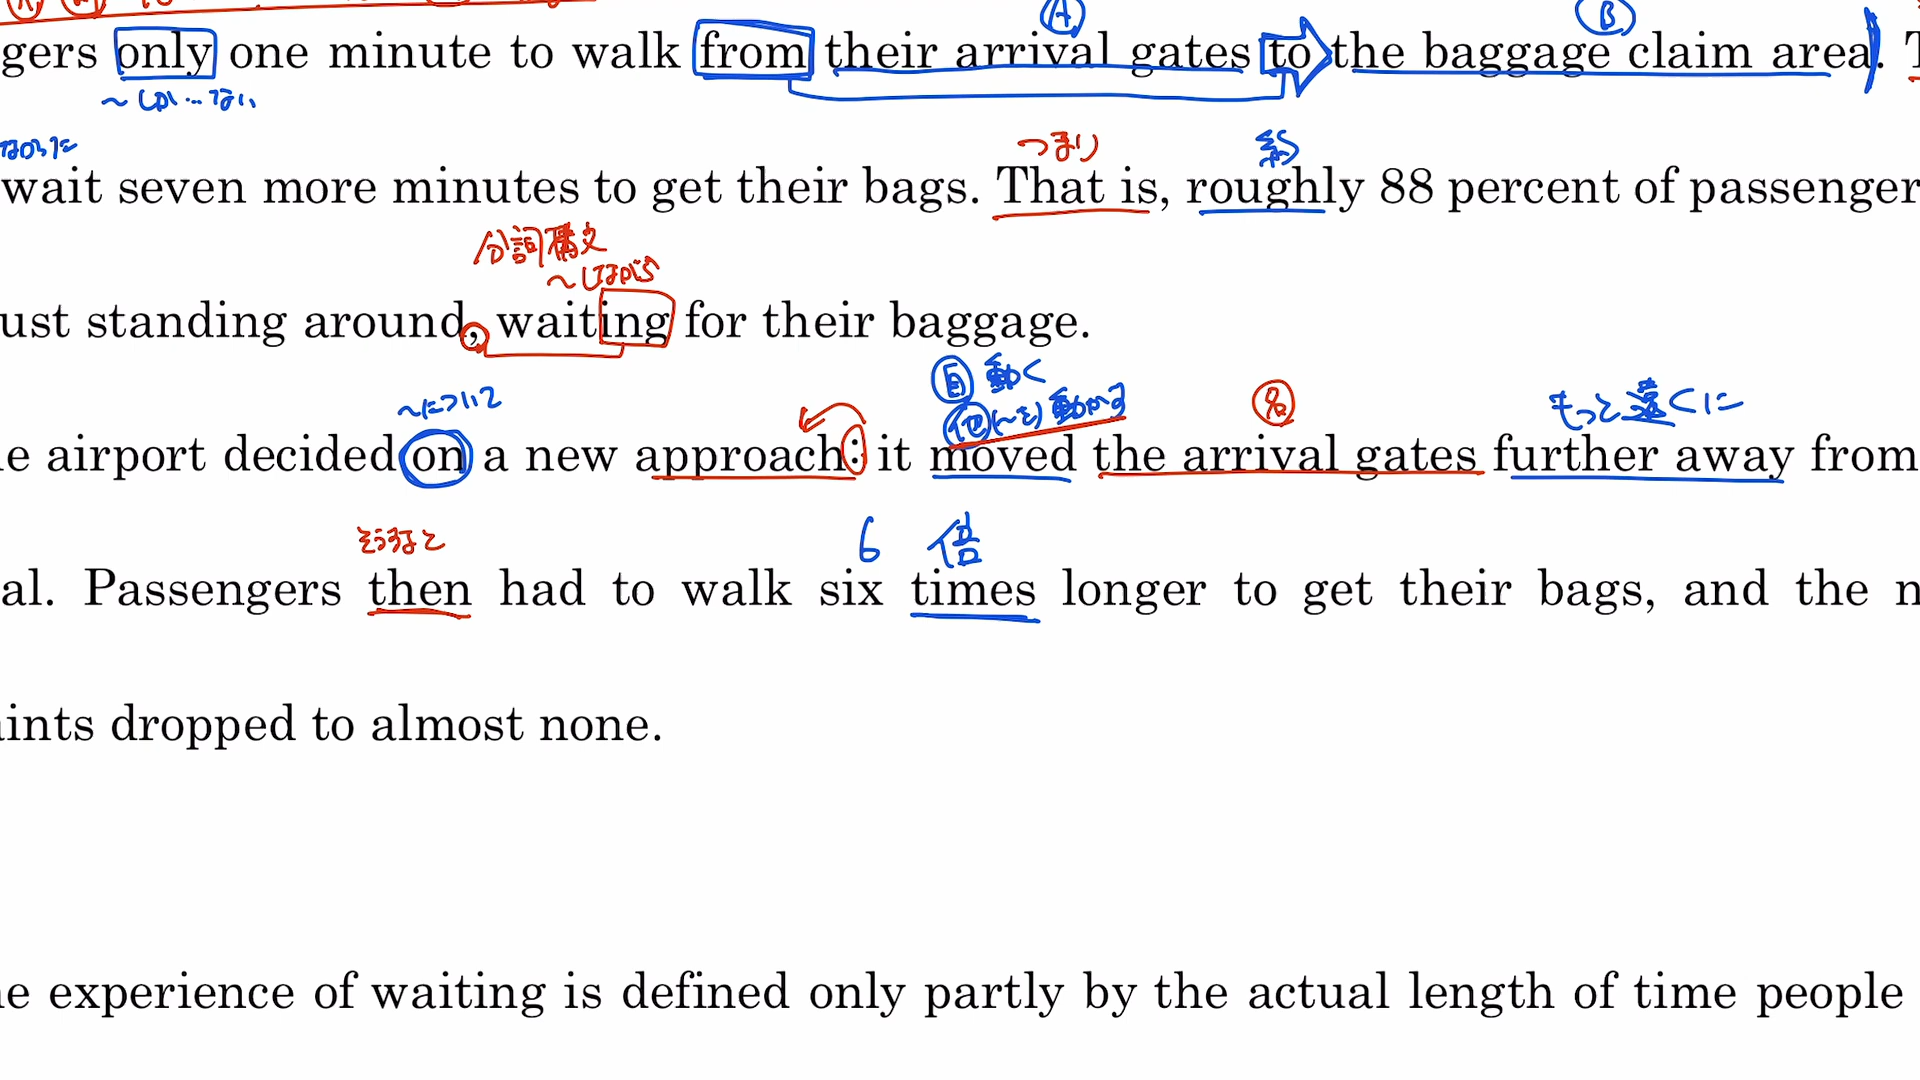 A
B
gers only one minute to walk from their arrival gates to the baggage claim area.
〜しか…ない
つまり
約
wait seven more minutes to get their bags. That is, roughly 88 percent of passenger
分詞構文
〜しながら
ust standing around, waiting for their baggage.
自 動く
〜について
他(〜を)動かす
名
もっと遠くに
e airport decided on a new approach: it moved the arrival gates further away from
そうなると
6 倍
al. Passengers then had to walk six times longer to get their bags, and the
ints dropped to almost none.
e experience of waiting is defined only partly by the actual length of time people